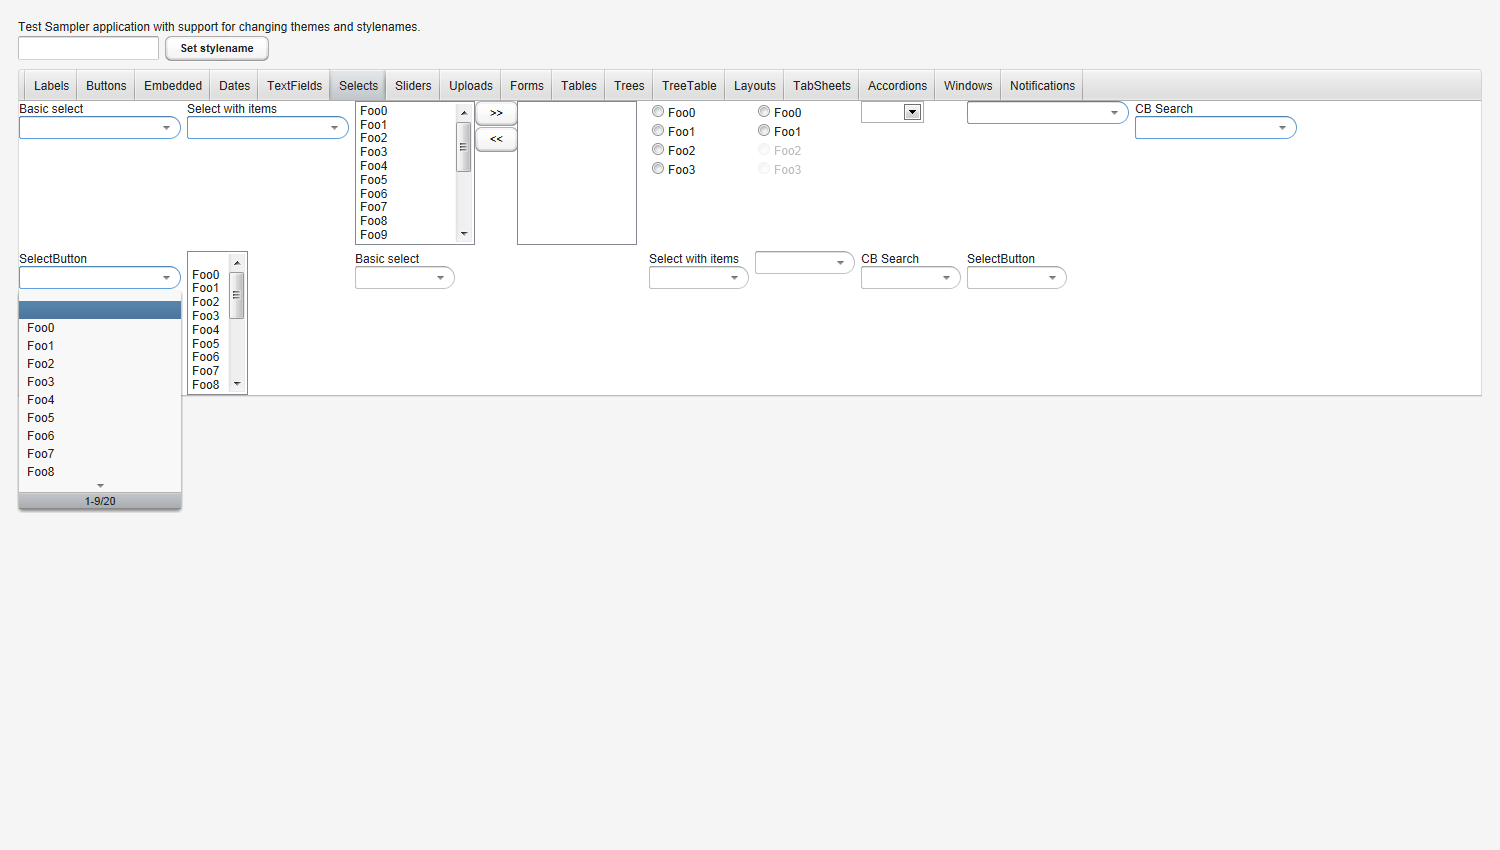 Test Sampler application with support for changing themes and stylenames.
Set stylename
Labels Buttons Embedded Dates TextFields Selects Sliders Uploads Forms Tables Trees TreeTable Layouts TabSheets Accordions Windows Notifications
Basic select
Select with items
Foo0
Foo1
Foo2
Foo3
Foo4
Foo5
Foo6
Foo7
Foo8
Foo9
>>
<<
Foo0
Foo1
Foo2
Foo3
Foo0
Foo1
Foo2
Foo3
CB Search
SelectButton
Foo0
Foo1
Foo2
Foo3
Foo4
Foo5
Foo6
Foo7
Foo8
1-9/20
Foo0
Foo1
Foo2
Foo3
Foo4
Foo5
Foo6
Foo7
Foo8
Basic select
Select with items
CB Search
SelectButton